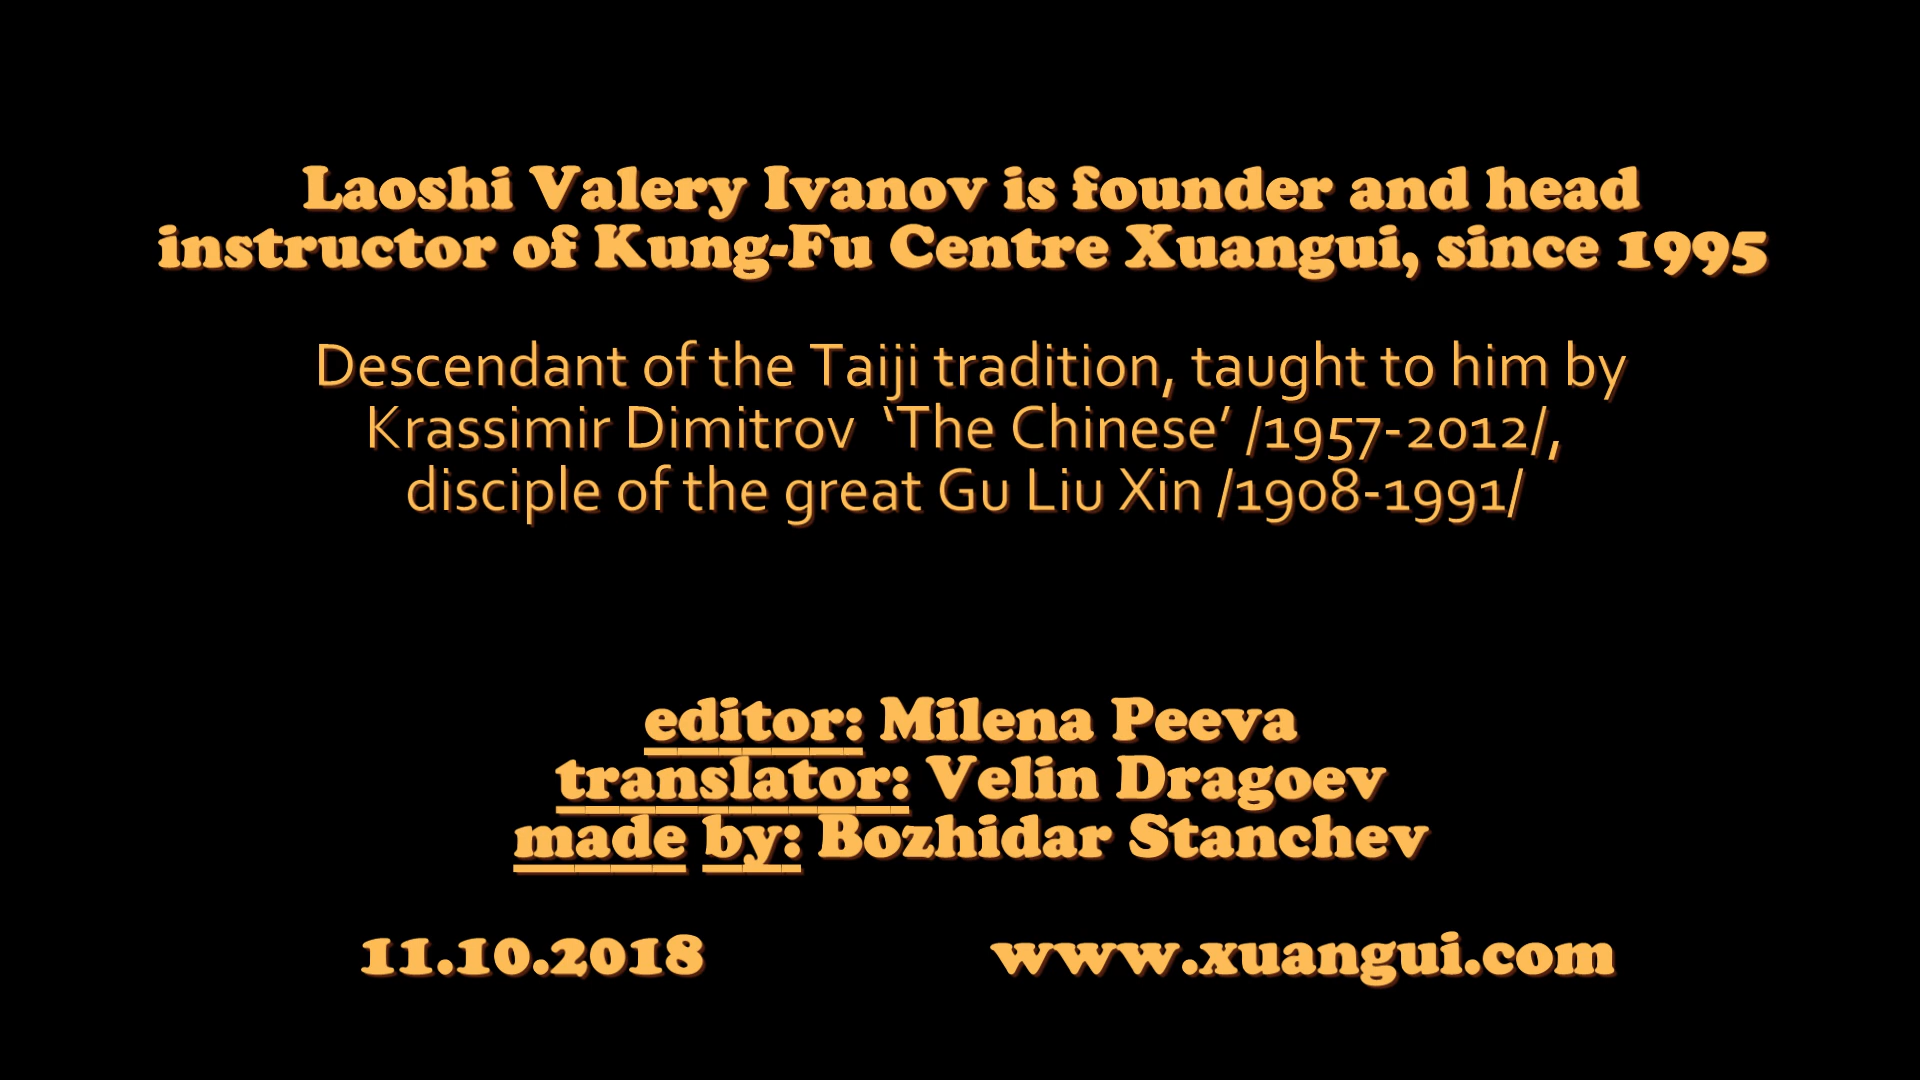 Laoshi Valery Ivanov is founder and head
instructor of Kung-Fu Centre Xuangui, since 1995
Descendant of the Taiji tradition, taught to him by
Krassimir Dimitrov ‘The Chinese’ /1957-2012/,
disciple of the great Gu Liu Xin /1908-1991/
editor: Milena Peeva
translator: Velin Dragoev
made by: Bozhidar Stanchev
11.10.2018 www.xuangui.com